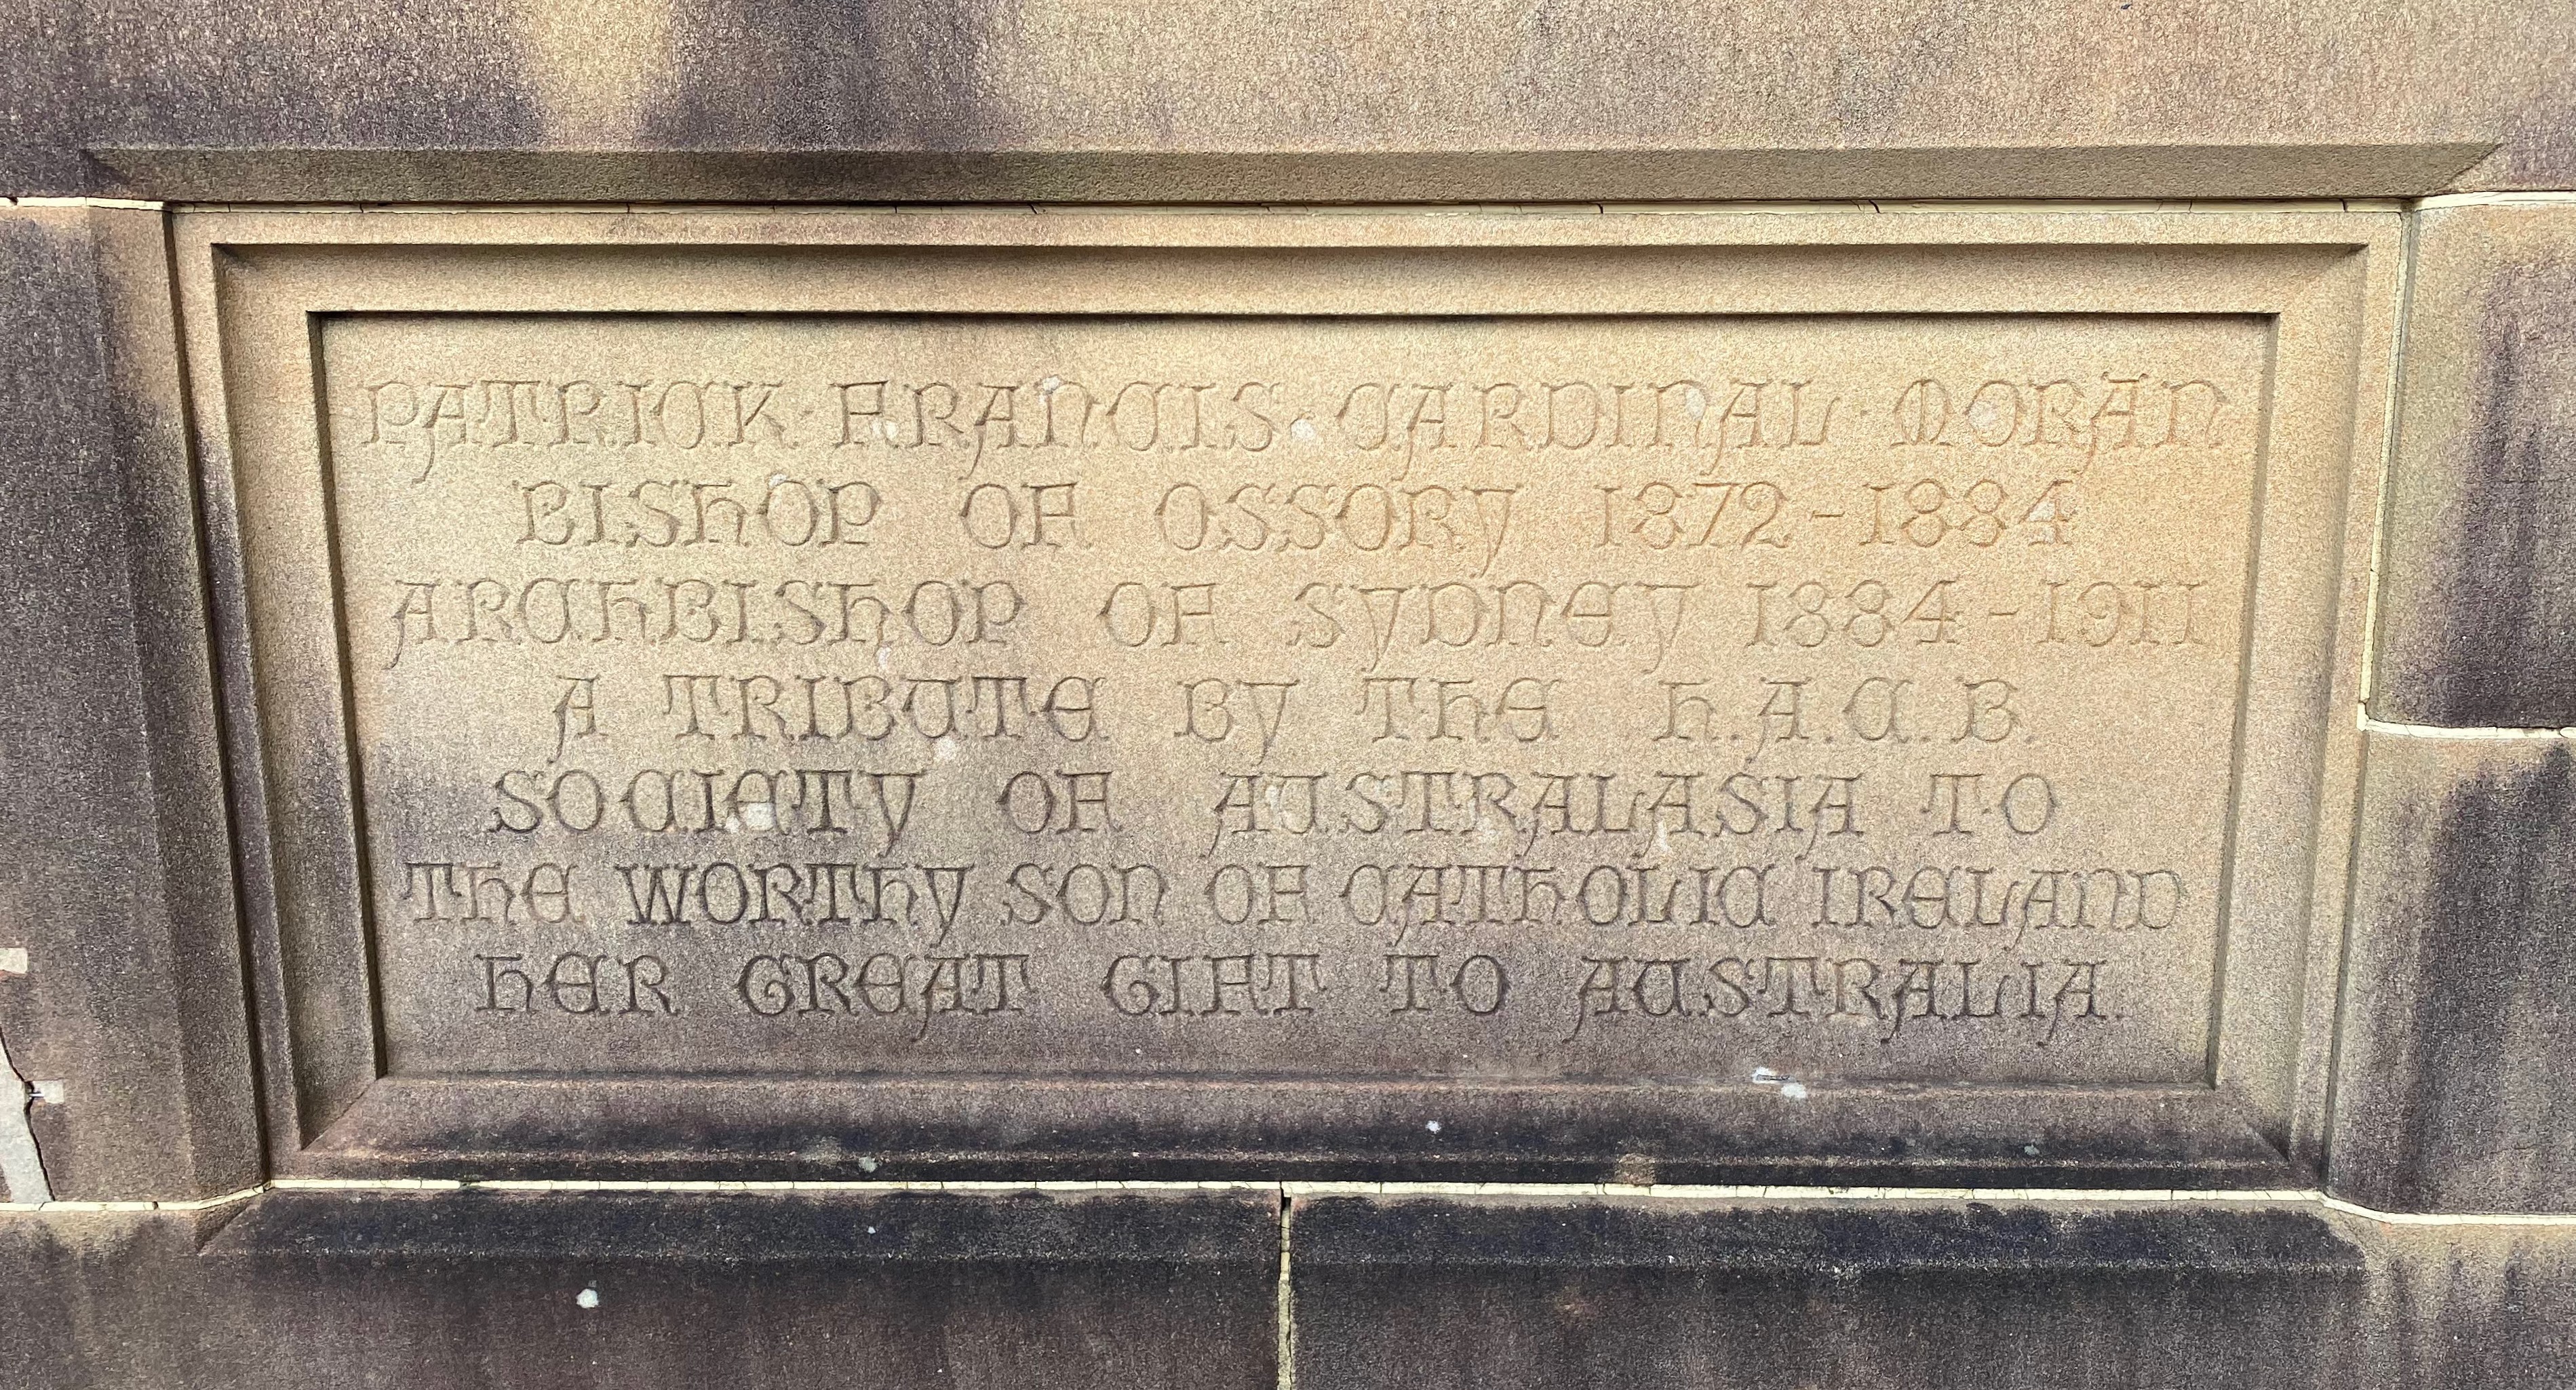 PATRICK · FRANCIS · CARDINAL · MORAN
BISHOP OF OSSORY 1872-1884
ARCHBISHOP OF SYDNEY 1884-1911
A TRIBUTE BY THE H.A.C.B.
SOCIETY OF AUSTRALASIA TO
THE WORTHY SON OF CATHOLIC IRELAND
HER GREAT GIFT TO AUSTRALIA.